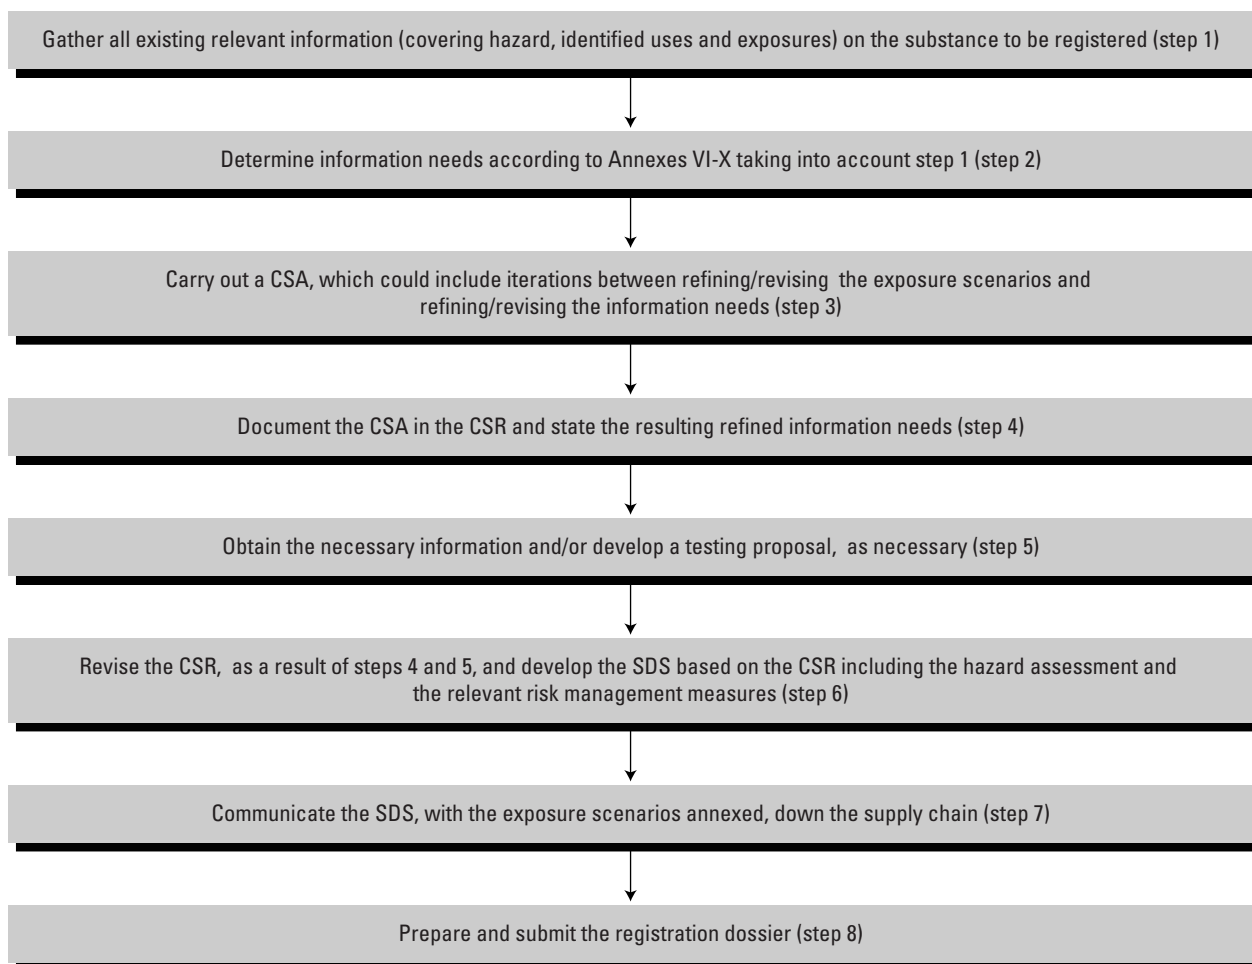 Gather all existing relevant information (covering hazard, identified uses and exposures) on the substance to be registered (step 1)
Determine information needs according to Annexes VI-X taking into account step 1 (step 2)
Carry out a CSA, which could include iterations between refining/revising the exposure scenarios and
refining/revising the information needs (step 3)
Document the CSA in the CSR and state the resulting refined information needs (step 4)
Obtain the necessary information and/or develop a testing proposal, as necessary (step 5)
Revise the CSR, as a result of steps 4 and 5, and develop the SDS based on the CSR including the hazard assessment and
the relevant risk management measures (step 6)
Communicate the SDS, with the exposure scenarios annexed, down the supply chain (step 7)
Prepare and submit the registration dossier (step 8)